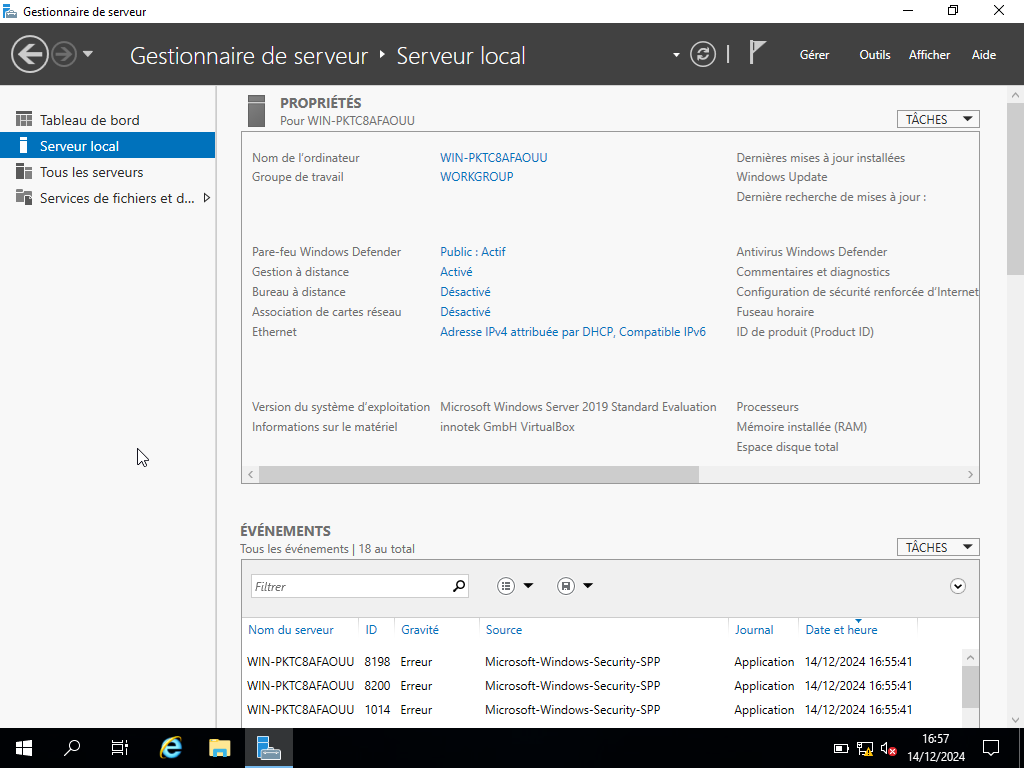 Gestionnaire de serveur
Gestionnaire de serveur ‣ Serveur local
Gérer Outils Afficher Aide
Tableau de bord
Serveur local
Tous les serveurs
Services de fichiers et d...
PROPRIÉTÉS
Pour WIN-PKTC8AFAOUU
TÂCHES
Nom de l'ordinateur WIN-PKTC8AFAOUU Dernières mises à jour installées
Groupe de travail WORKGROUP Windows Update
Dernière recherche de mises à jour :
Pare-feu Windows Defender Public : Actif Antivirus Windows Defender
Gestion à distance Activé Commentaires et diagnostics
Bureau à distance Désactivé Configuration de sécurité renforcée d'Internet
Association de cartes réseau Désactivé Fuseau horaire
Ethernet Adresse IPv4 attribuée par DHCP, Compatible IPv6 ID de produit (Product ID)
Version du système d'exploitation Microsoft Windows Server 2019 Standard Evaluation Processeurs
Informations sur le matériel innotek GmbH VirtualBox Mémoire installée (RAM)
Espace disque total
ÉVÉNEMENTS
Tous les événements | 18 au total
TÂCHES
Filtrer
Nom du serveur ID Gravité Source Journal Date et heure
WIN-PKTC8AFAOUU 8198 Erreur Microsoft-Windows-Security-SPP Application 14/12/2024 16:55:41
WIN-PKTC8AFAOUU 8200 Erreur Microsoft-Windows-Security-SPP Application 14/12/2024 16:55:41
WIN-PKTC8AFAOUU 1014 Erreur Microsoft-Windows-Security-SPP Application 14/12/2024 16:55:41
16:57
14/12/2024